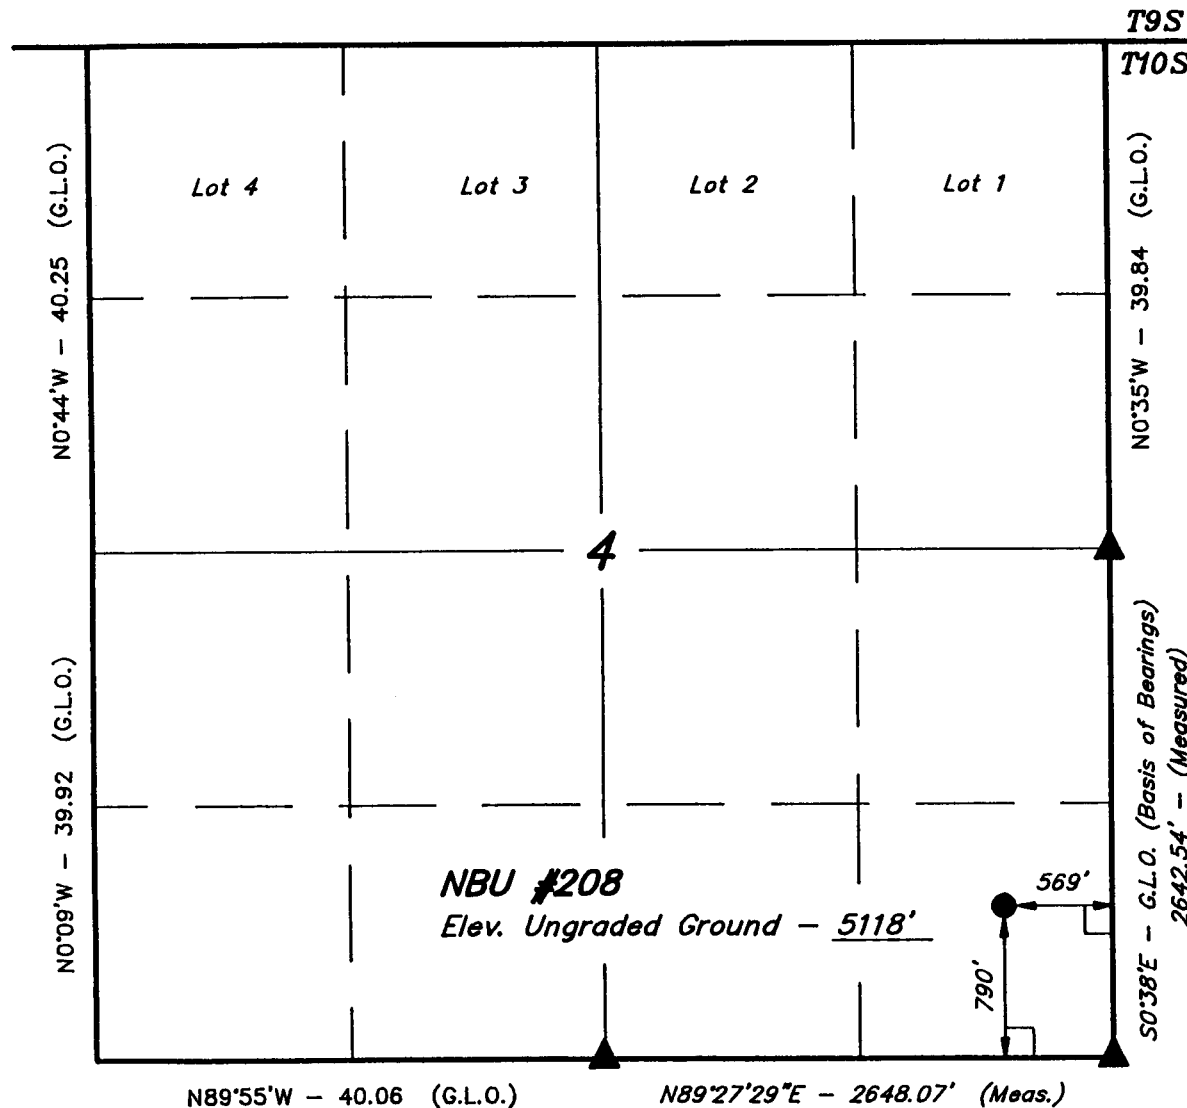 T9S
T10S
Lot 4
Lot 3
Lot 2
Lot 1
N0°44'W – 40.25 (G.L.O.)
N0°35'W – 39.84 (G.L.O.)
4
N0°09'W – 39.92 (G.L.O.)
S0°38'E – G.L.O. (Basis of Bearings)
2642.54' – (Measured)
NBU #208
Elev. Ungraded Ground – 5118'
569'
790'
N89°55'W – 40.06 (G.L.O.)
N89°27'29"E – 2648.07' (Meas.)